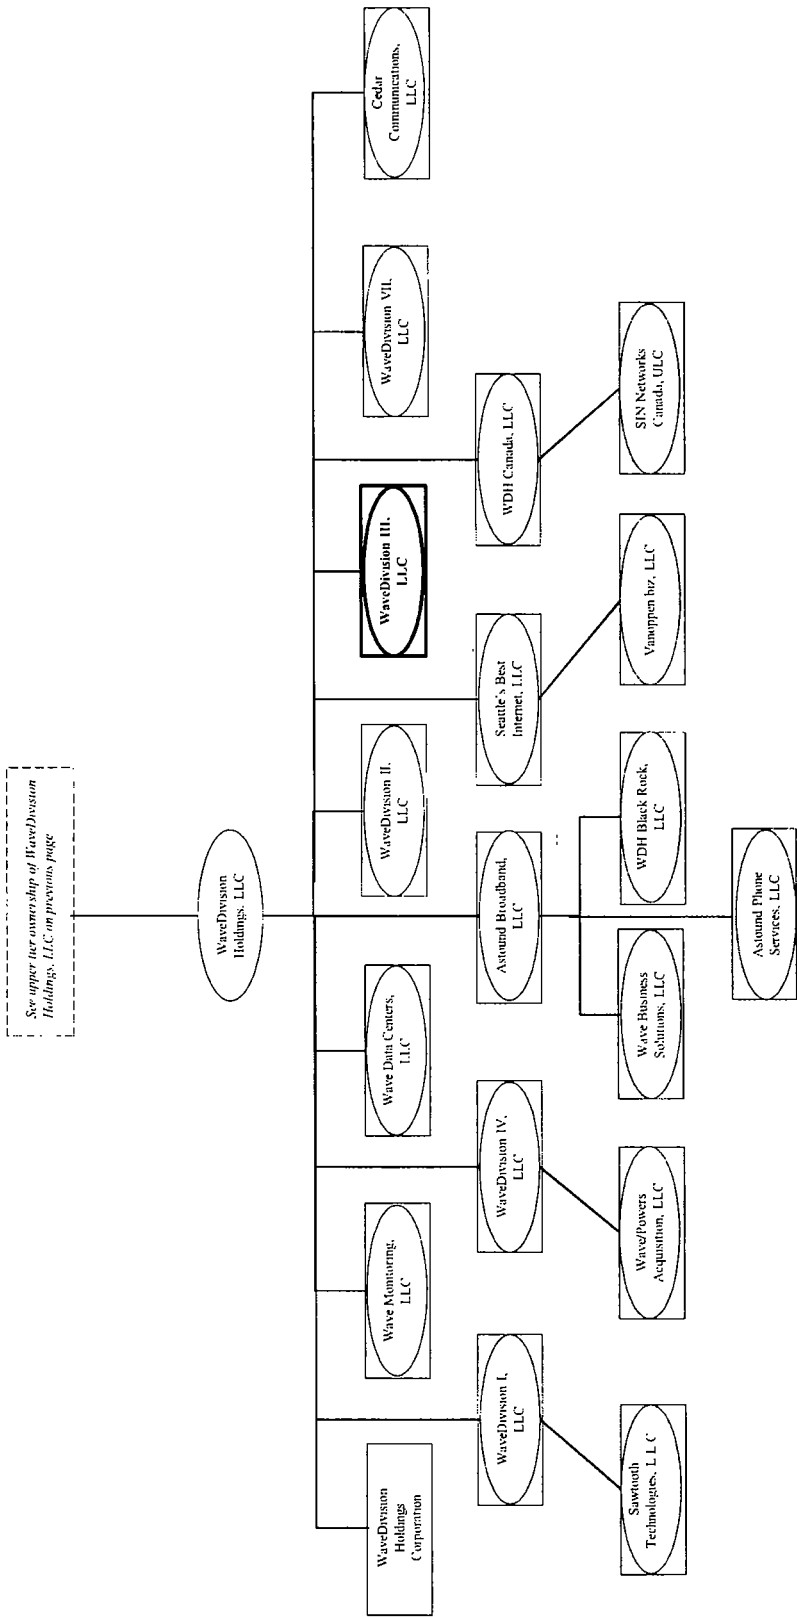 See upper tier ownership of WaveDivision
Holdings, LLC on previous page
WaveDivision
Holdings, LLC
WaveDivision
Holdings
Corporation
Wave Monitoring,
LLC
Wave Data Centers,
LLC
WaveDivision II,
LLC
WaveDivision III,
LLC
WaveDivision VII,
LLC
Cedar
Communications,
LLC
WaveDivision I,
LLC
WaveDivision IV,
LLC
Astound Broadband,
LLC
Seattle's Best
Internet, LLC
WDH Canada, LLC
Sawtooth
Technologies, L L C
Wave/Powers
Acquisition, LLC
Wave Business
Solutions, LLC
WDH Black Rock,
LLC
Vanoppen biz, LLC
SIN Networks
Canada, ULC
Astound Phone
Services, LLC